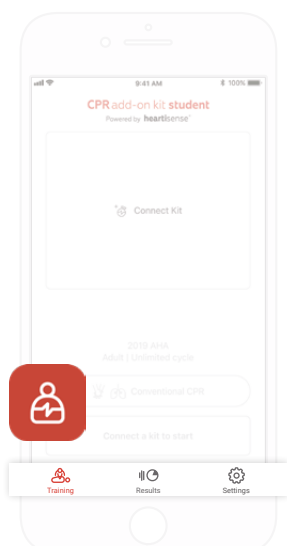 9:41 AM 100%
CPR add-on kit student
Powered by heartisense
Connect Kit
2019 AHA
Adult | Unlimited cycle
Conventional CPR
Connect a kit to start
Training Results Settings